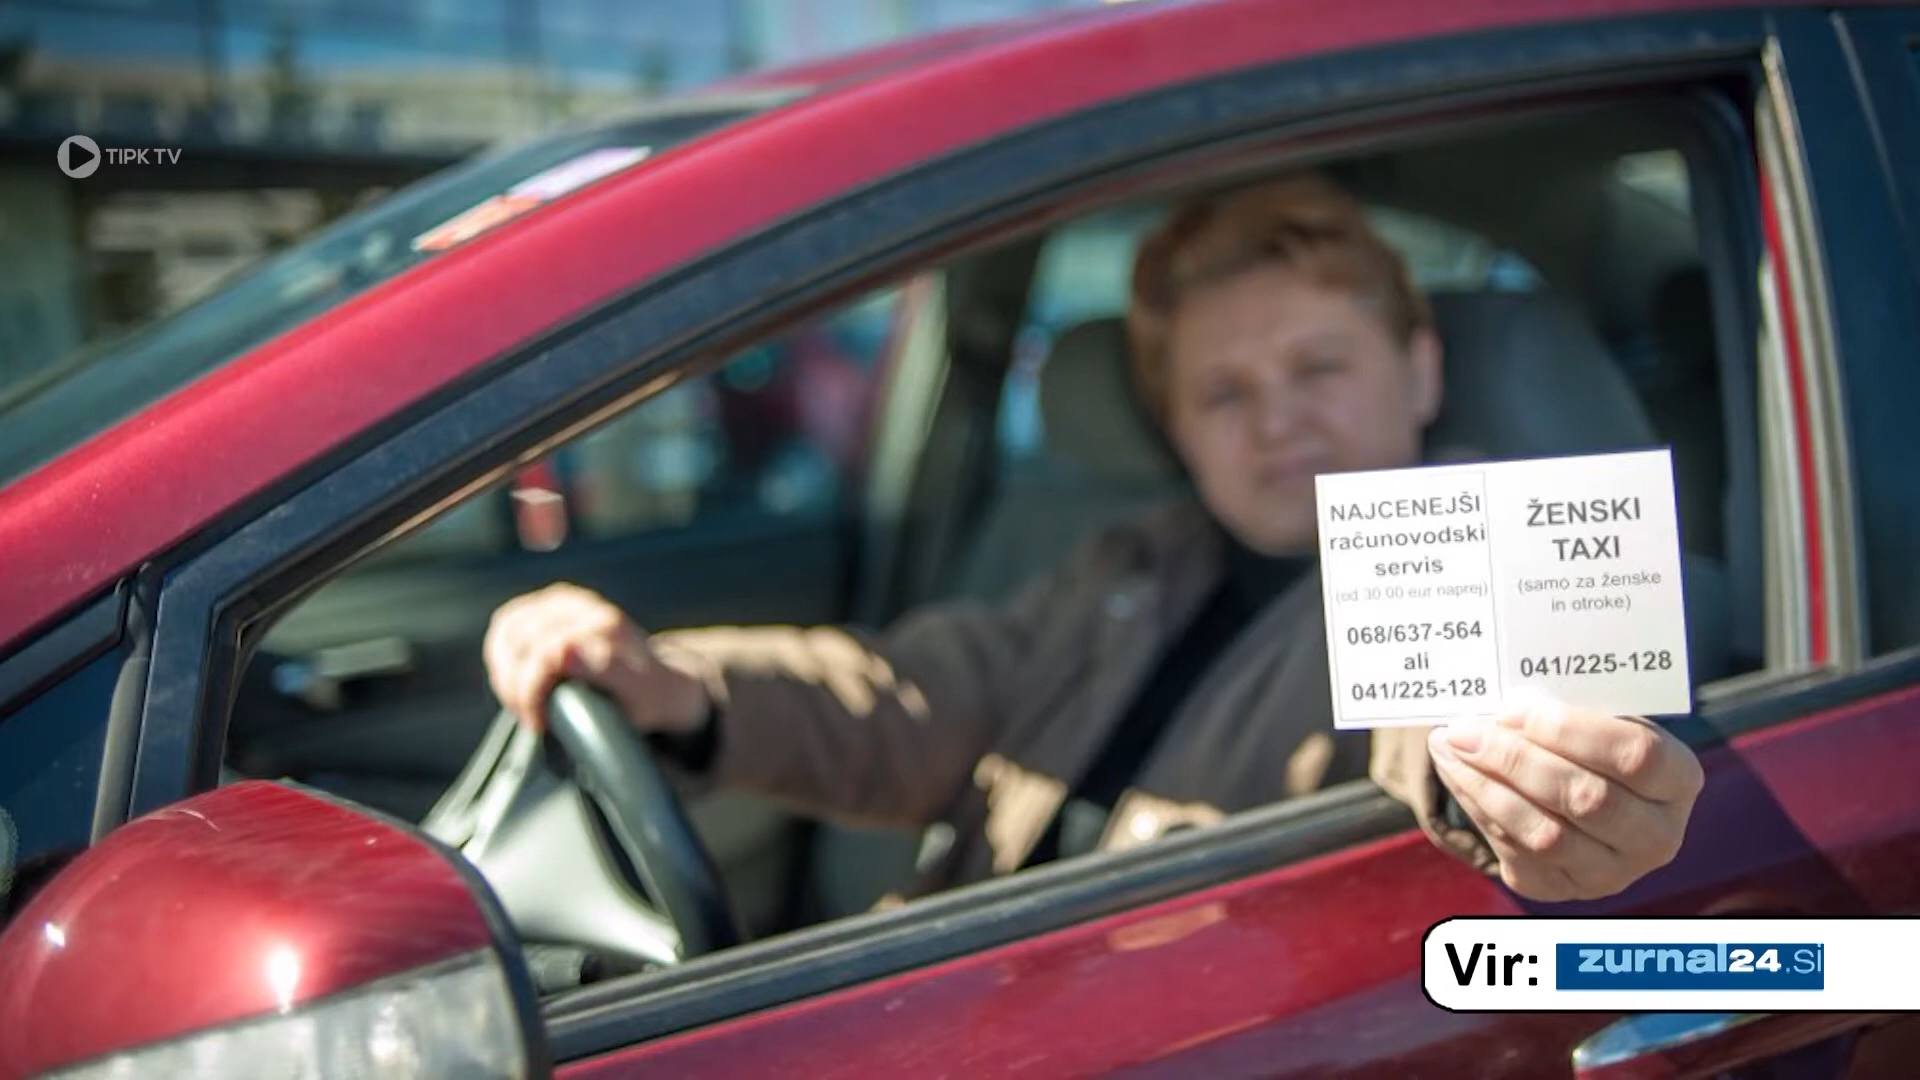 TIPK TV
NAJCENEJŠI
računovodski
servis
(od 30.00 eur naprej)
068/637-564
ali
041/225-128
ŽENSKI
TAXI
(samo za ženske
in otroke)
041/225-128
Vir: zurnal24.si